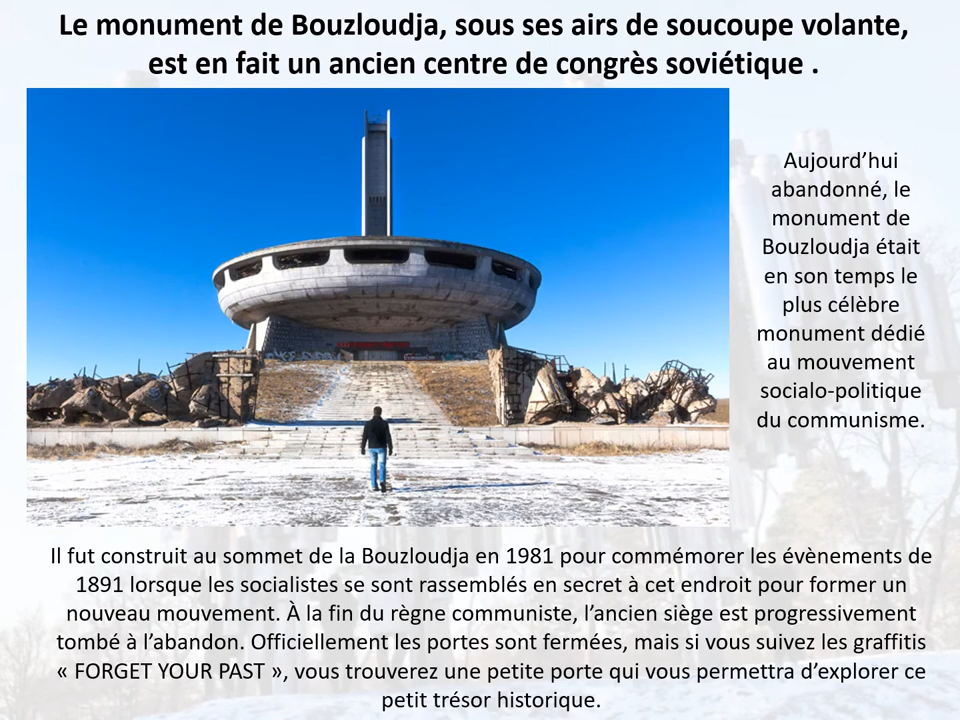 Le monument de Bouzloudja, sous ses airs de soucoupe volante,
est en fait un ancien centre de congrès soviétique .
Aujourd’hui
abandonné, le
monument de
Bouzloudja était
en son temps le
plus célèbre
monument dédié
au mouvement
socialo-politique
du communisme.
Il fut construit au sommet de la Bouzloudja en 1981 pour commémorer les évènements de
1891 lorsque les socialistes se sont rassemblés en secret à cet endroit pour former un
nouveau mouvement. À la fin du règne communiste, l’ancien siège est progressivement
tombé à l’abandon. Officiellement les portes sont fermées, mais si vous suivez les graffitis
« FORGET YOUR PAST », vous trouverez une petite porte qui vous permettra d’explorer ce
petit trésor historique.